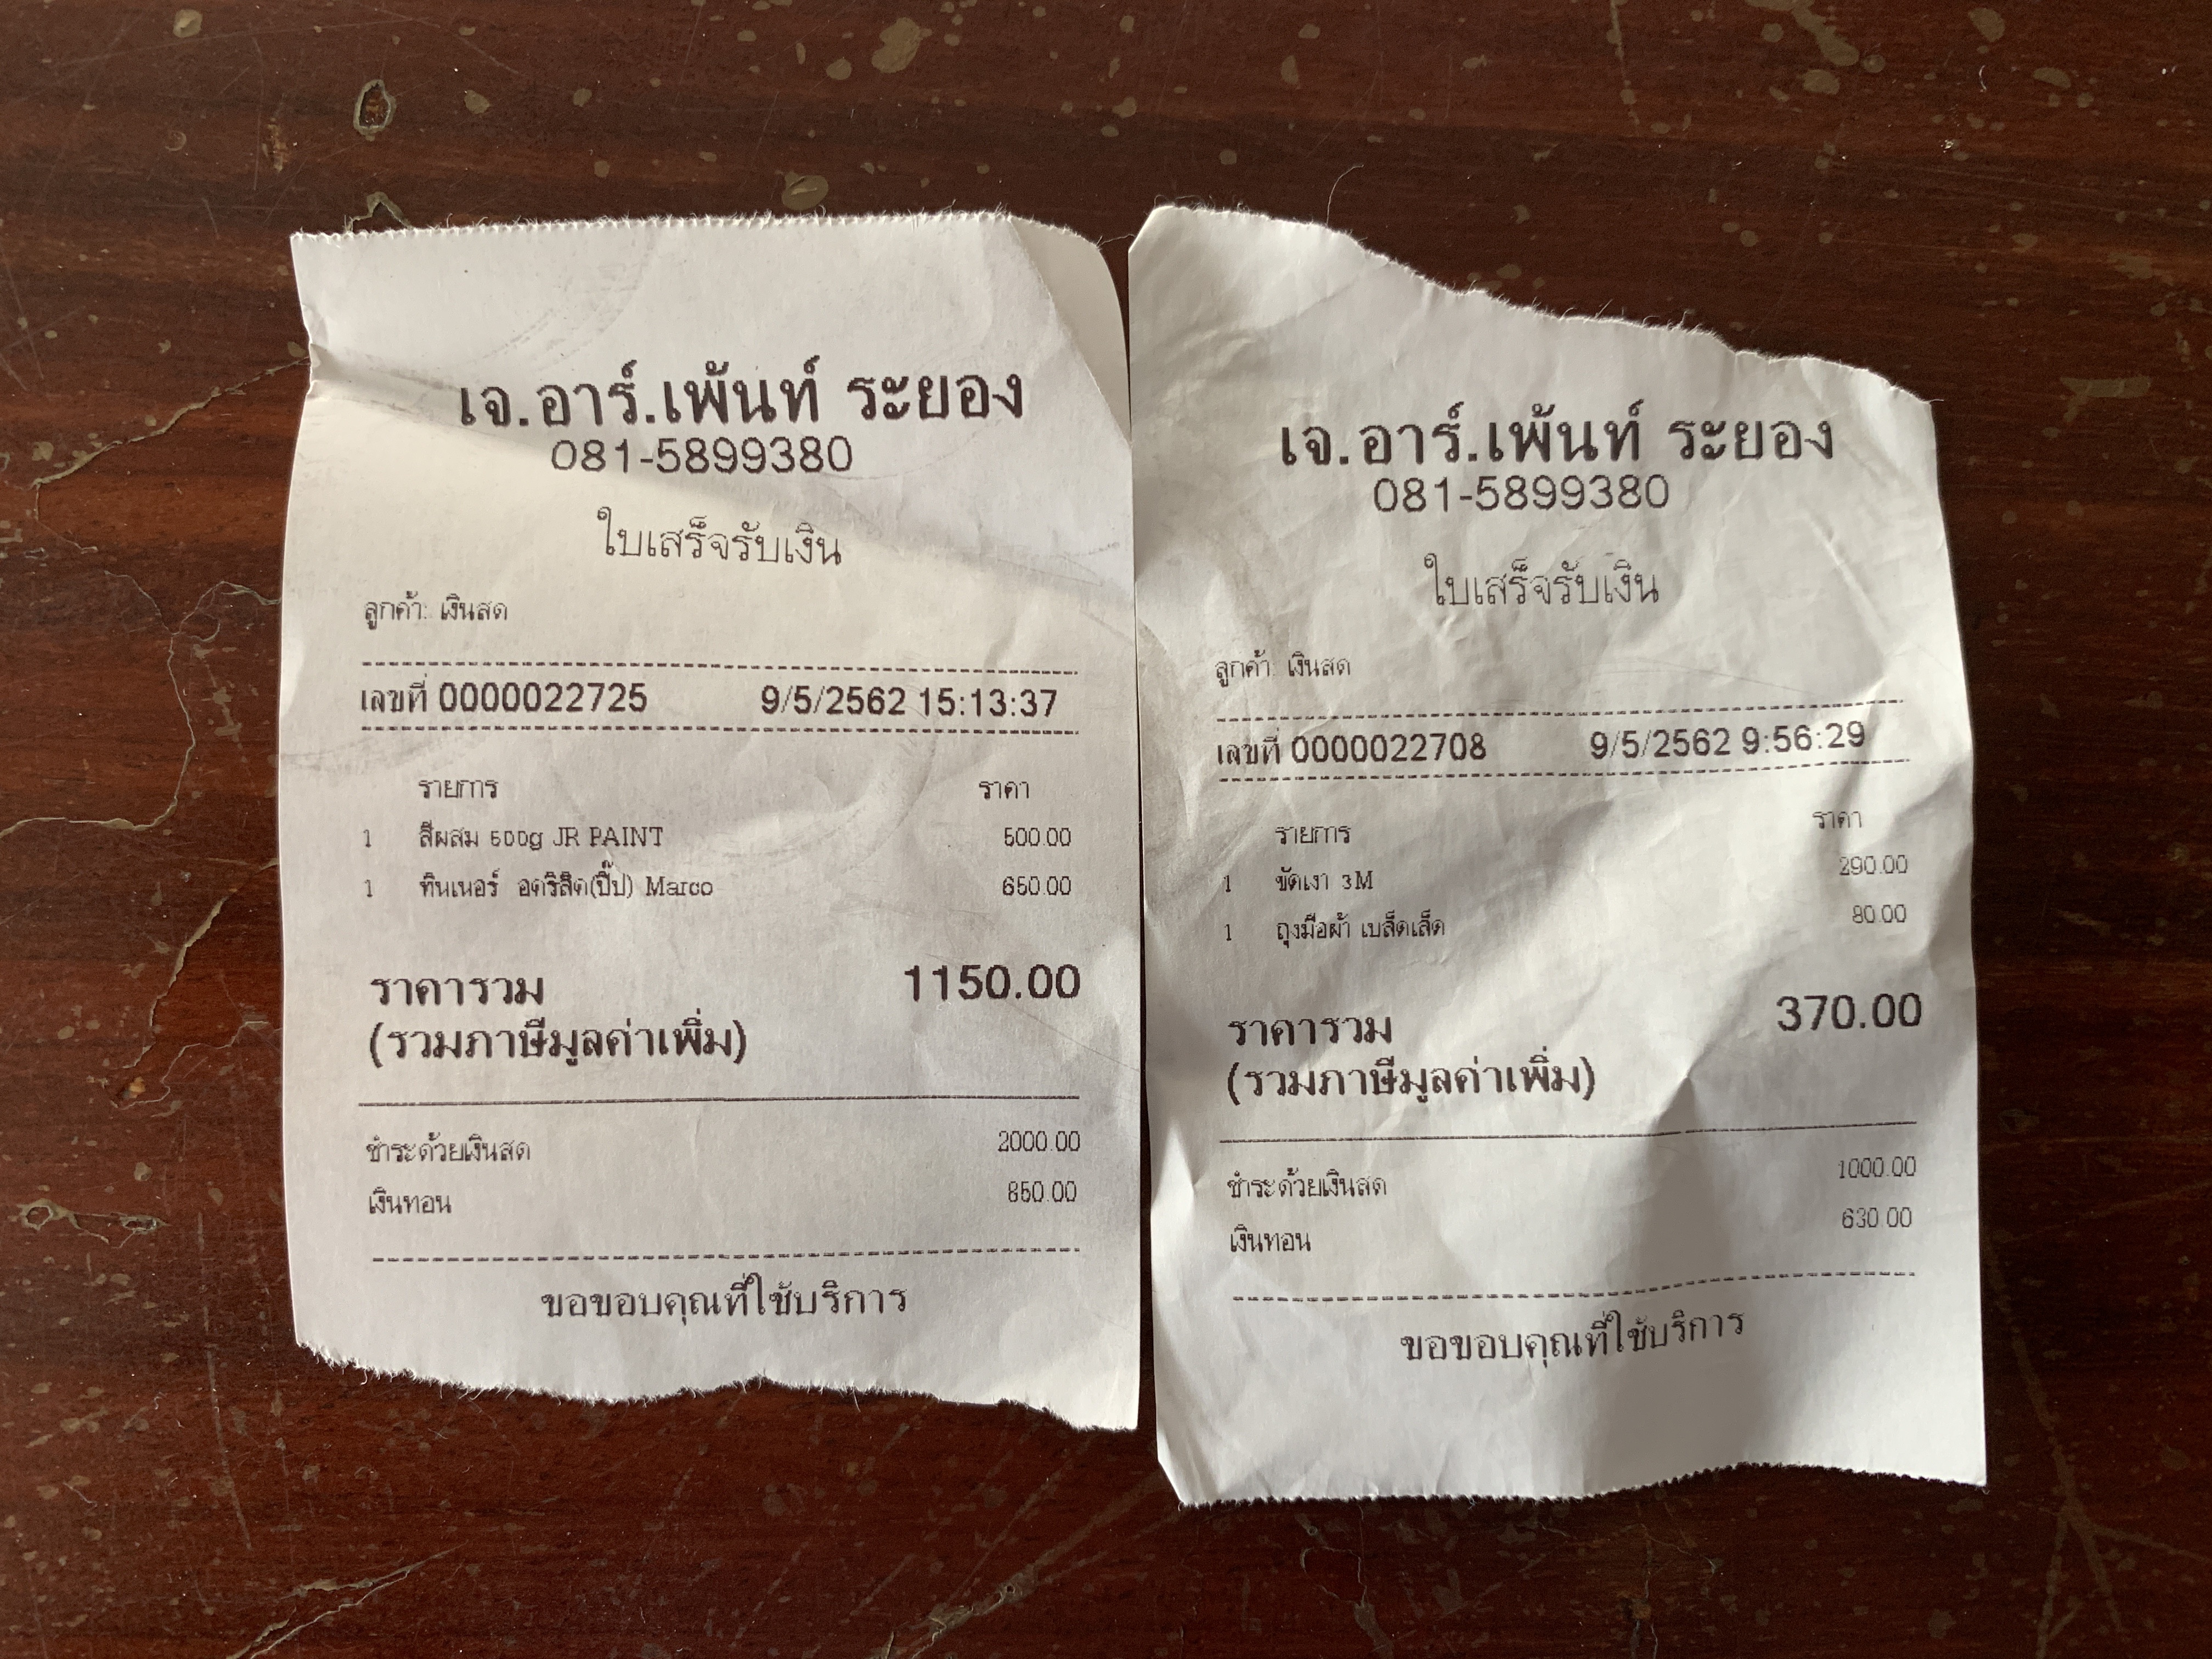 เจ.อาร์.เพ้นท์ ระยอง
081-5899380
ใบเสร็จรับเงิน
ลูกค้า: เงินสด
เลขที่ 0000022725 9/5/2562 15:13:37
รายการ ราคา
1 สีผสม 500g JR PAINT 500.00
1 ทินเนอร์ อคริลิค(ปี๊ป) Marco 650.00
ราคารวม 1150.00
(รวมภาษีมูลค่าเพิ่ม)
ชำระด้วยเงินสด 2000.00
เงินทอน 850.00
ขอขอบคุณที่ใช้บริการ
เจ.อาร์.เพ้นท์ ระยอง
081-5899380
ใบเสร็จรับเงิน
ลูกค้า: เงินสด
เลขที่ 0000022708 9/5/2562 9:56:29
รายการ ราคา
1 ขัดเงา 3M 290.00
1 ถุงมือผ้า เบล็ดเล็ด 80.00
ราคารวม 370.00
(รวมภาษีมูลค่าเพิ่ม)
ชำระด้วยเงินสด 1000.00
เงินทอน 630.00
ขอขอบคุณที่ใช้บริการ